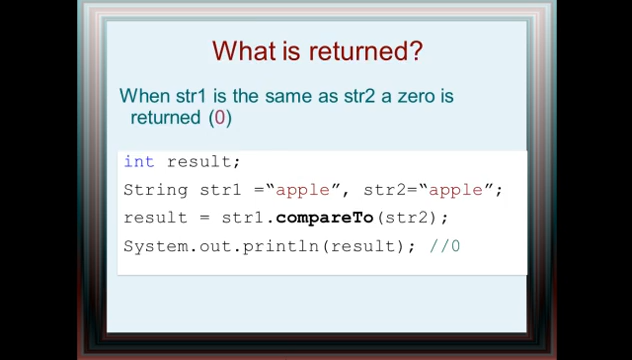 What is returned?
When str1 is the same as str2 a zero is
returned (0)
int result;
String str1 =“apple”, str2=“apple”;
result = str1.compareTo(str2);
System.out.println(result); //0